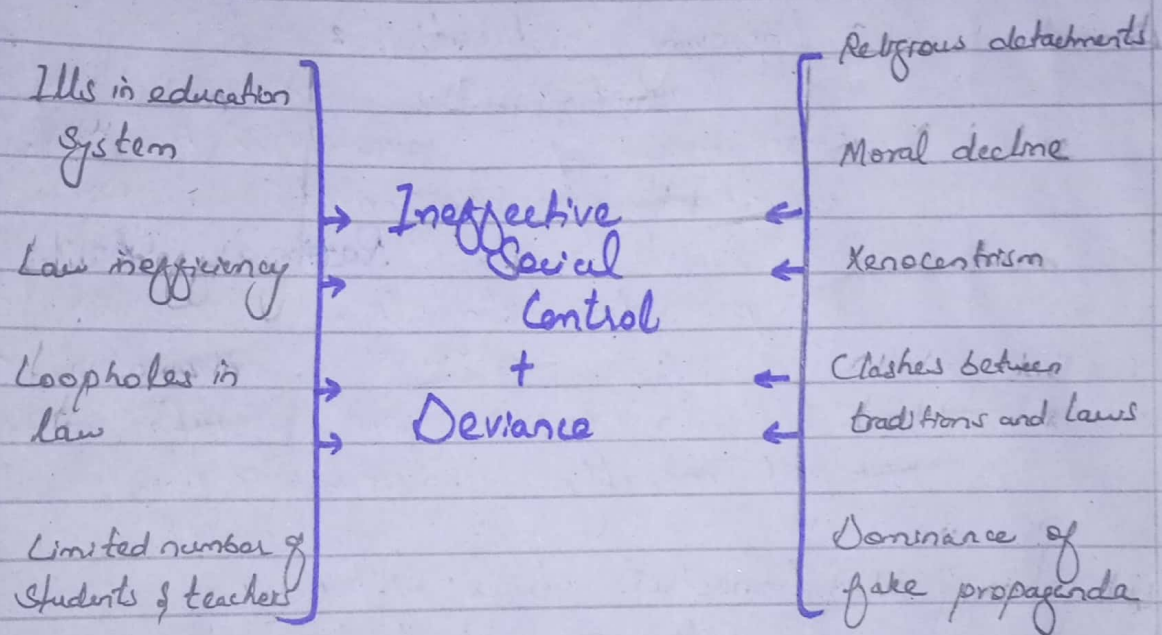 Ills in education
System
Law inefficiency
Loopholes in
law
Limited number of
students & teachers
Ineffective
Social
Control
+
Deviance
Religious detachments
Moral decline
Xenocentrism
Clashes between
traditions and laws
Dominance of
fake propaganda